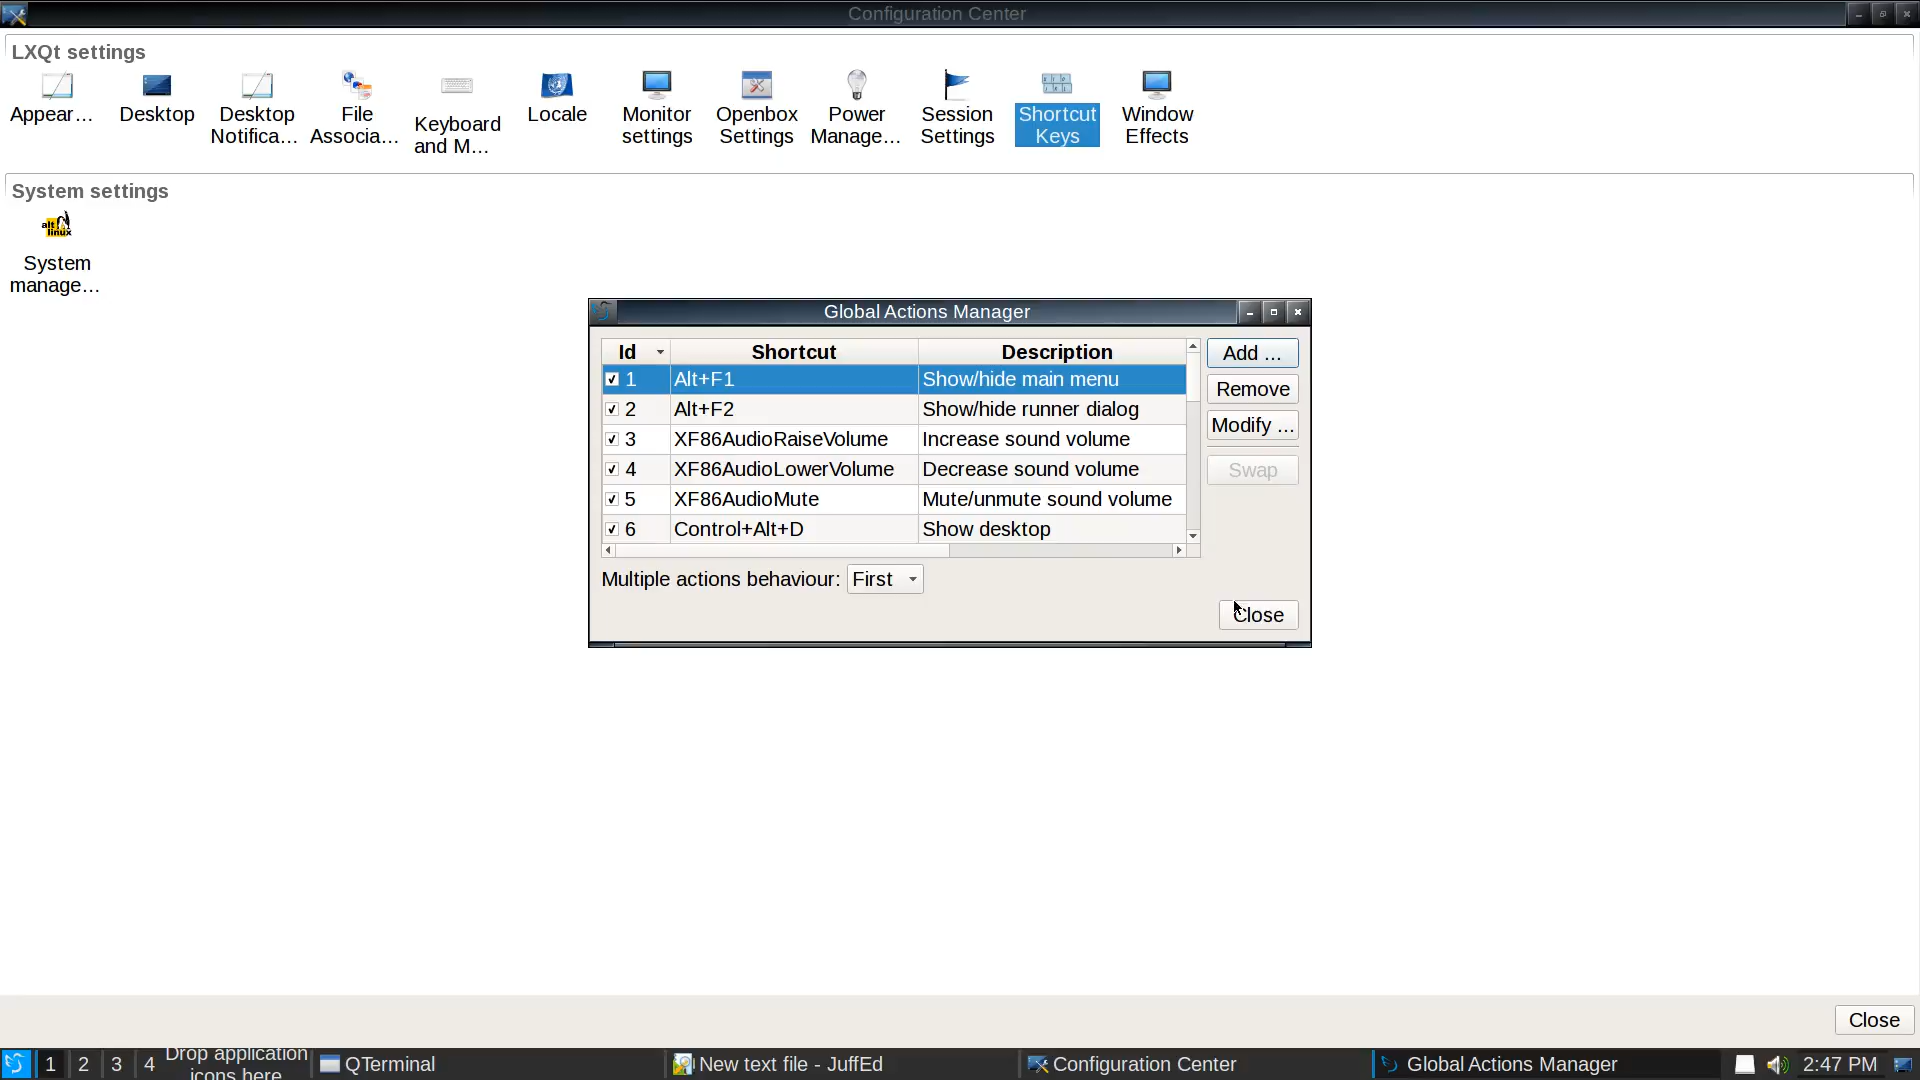 Configuration Center
LXQt settings
Appear...
Desktop
Desktop
Notifica...
File
Associa...
Keyboard
and M...
Locale
Monitor
settings
Openbox
Settings
Power
Manage...
Session
Settings
Shortcut
Keys
Window
Effects
System settings
alt
linux
System
manage...
Global Actions Manager
Id Shortcut Description
1 Alt+F1 Show/hide main menu
2 Alt+F2 Show/hide runner dialog
3 XF86AudioRaiseVolume Increase sound volume
4 XF86AudioLowerVolume Decrease sound volume
5 XF86AudioMute Mute/unmute sound volume
6 Control+Alt+D Show desktop
Add ...
Remove
Modify ...
Swap
Multiple actions behaviour: First
Close
Close
1 2 3 4
Drop application
icons here
QTerminal
New text file - JuffEd
Configuration Center
Global Actions Manager
2:47 PM